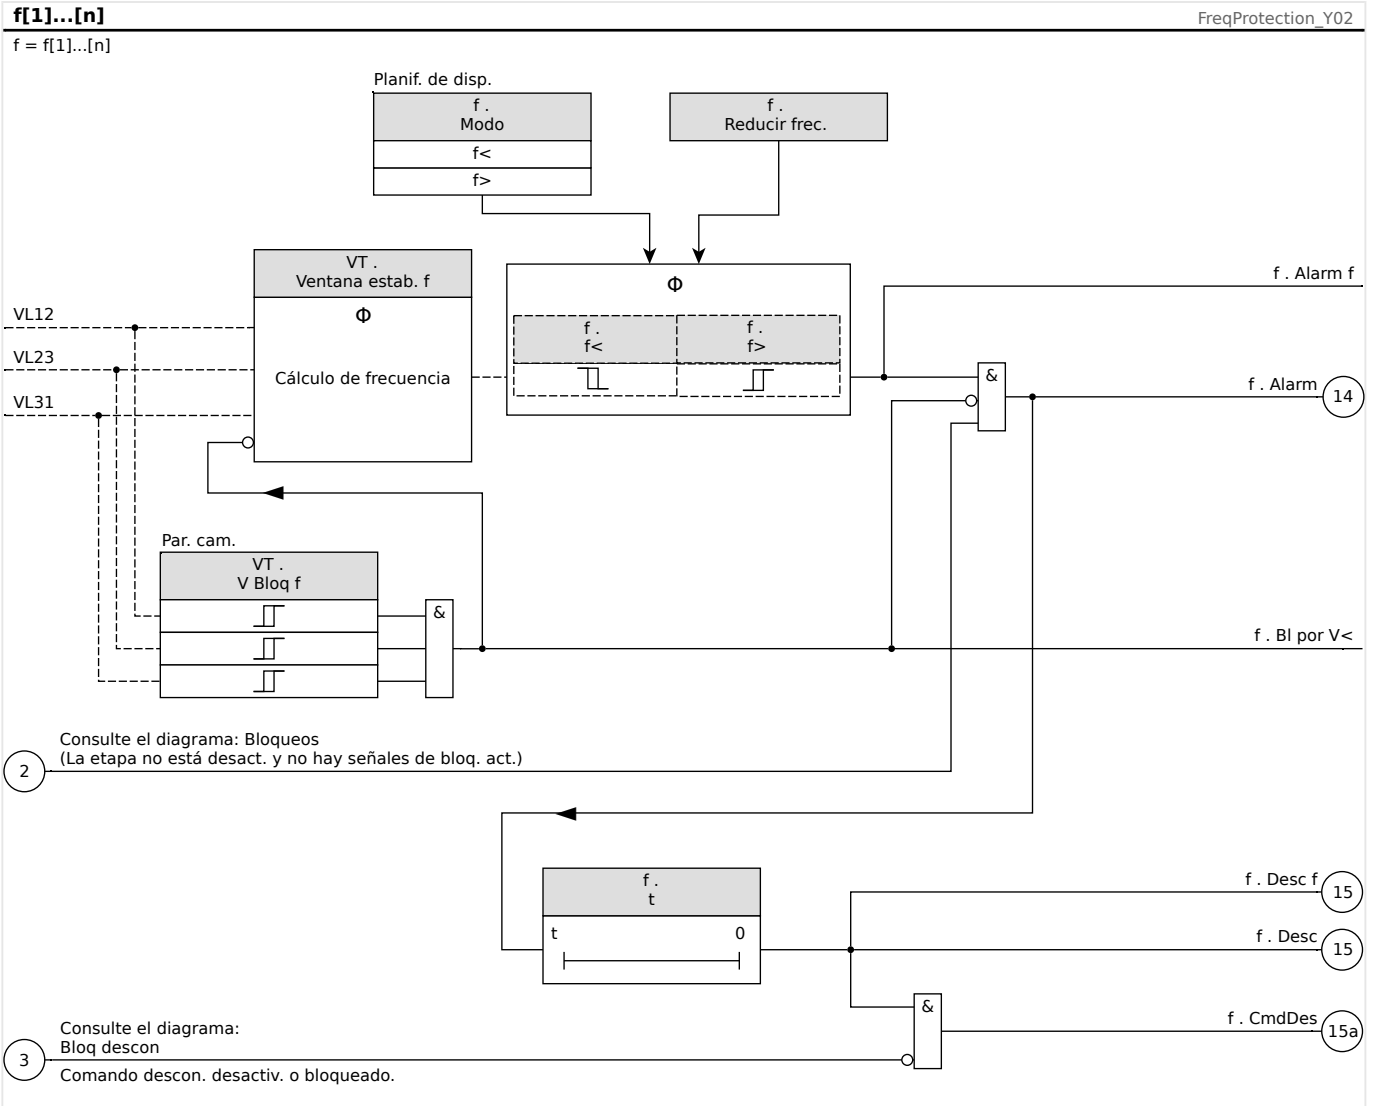 f[1]...[n]
FreqProtection_Y02
f = f[1]...[n]
Planif. de disp.
f .
Modo
f<
f>
f .
Reducir frec.
VT .
Ventana estab. f
Φ
Cálculo de frecuencia
VL12
VL23
VL31
Φ
f .
f<
f .
f>
f . Alarm f
&
f . Alarm
14
Par. cam.
VT .
V Bloq f
&
f . Bl por V<
Consulte el diagrama: Bloqueos
(La etapa no está desact. y no hay señales de bloq. act.)
2
f .
t
t
0
f . Desc f
15
f . Desc
15
&
f . CmdDes
15a
Consulte el diagrama:
Bloq descon
3
Comando descon. desactiv. o bloqueado.